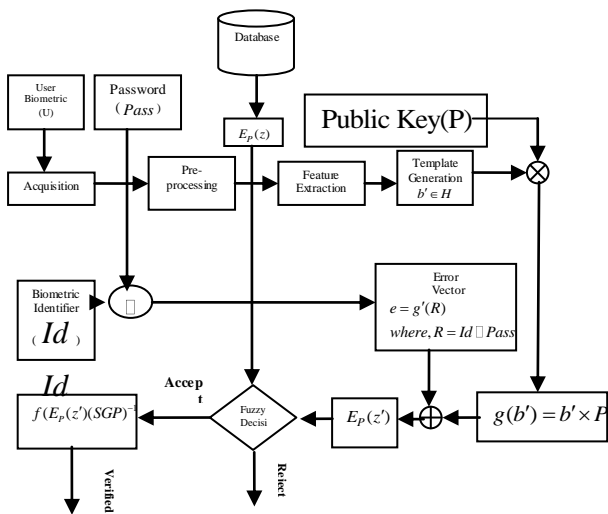 Database
User
Biometric
(U)
Password
( Pass )
E_P(z)
Public Key(P)
Acquisition
Pre-
processing
Feature
Extraction
Template
Generation
b′ ∈ H
⊗
Biometric
Identifier
( Id )
□
Error
Vector
e = g′(R)
where, R = Id □ Pass
Id
f(E_P(z′)(SGP)⁻¹
Accep
t
Fuzzy
Decisi
E_P(z′)
⊕
g(b′) = b′ × P
Verified
Reject